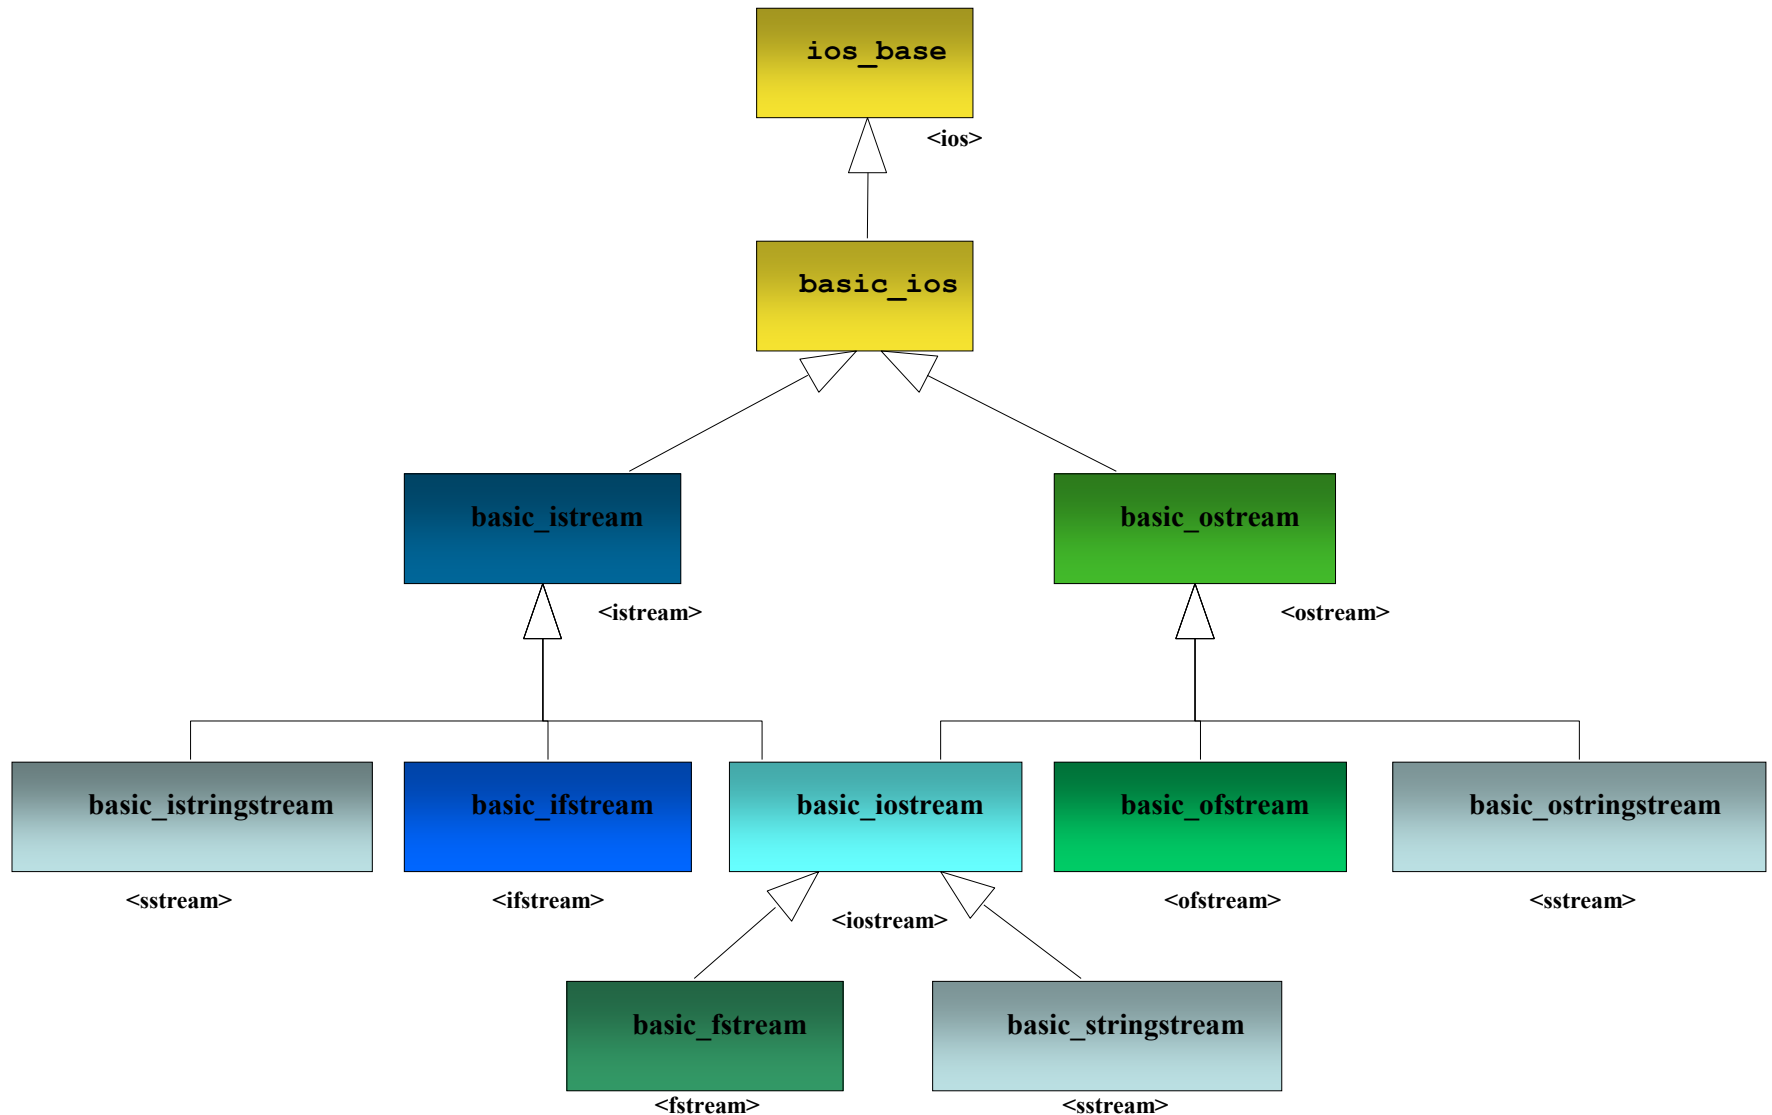 ios_base
<ios>
basic_ios
basic_istream
basic_ostream
<istream>
<ostream>
basic_istringstream
basic_ifstream
basic_iostream
basic_ofstream
basic_ostringstream
<sstream>
<ifstream>
<iostream>
<ofstream>
<sstream>
basic_fstream
basic_stringstream
<fstream>
<sstream>